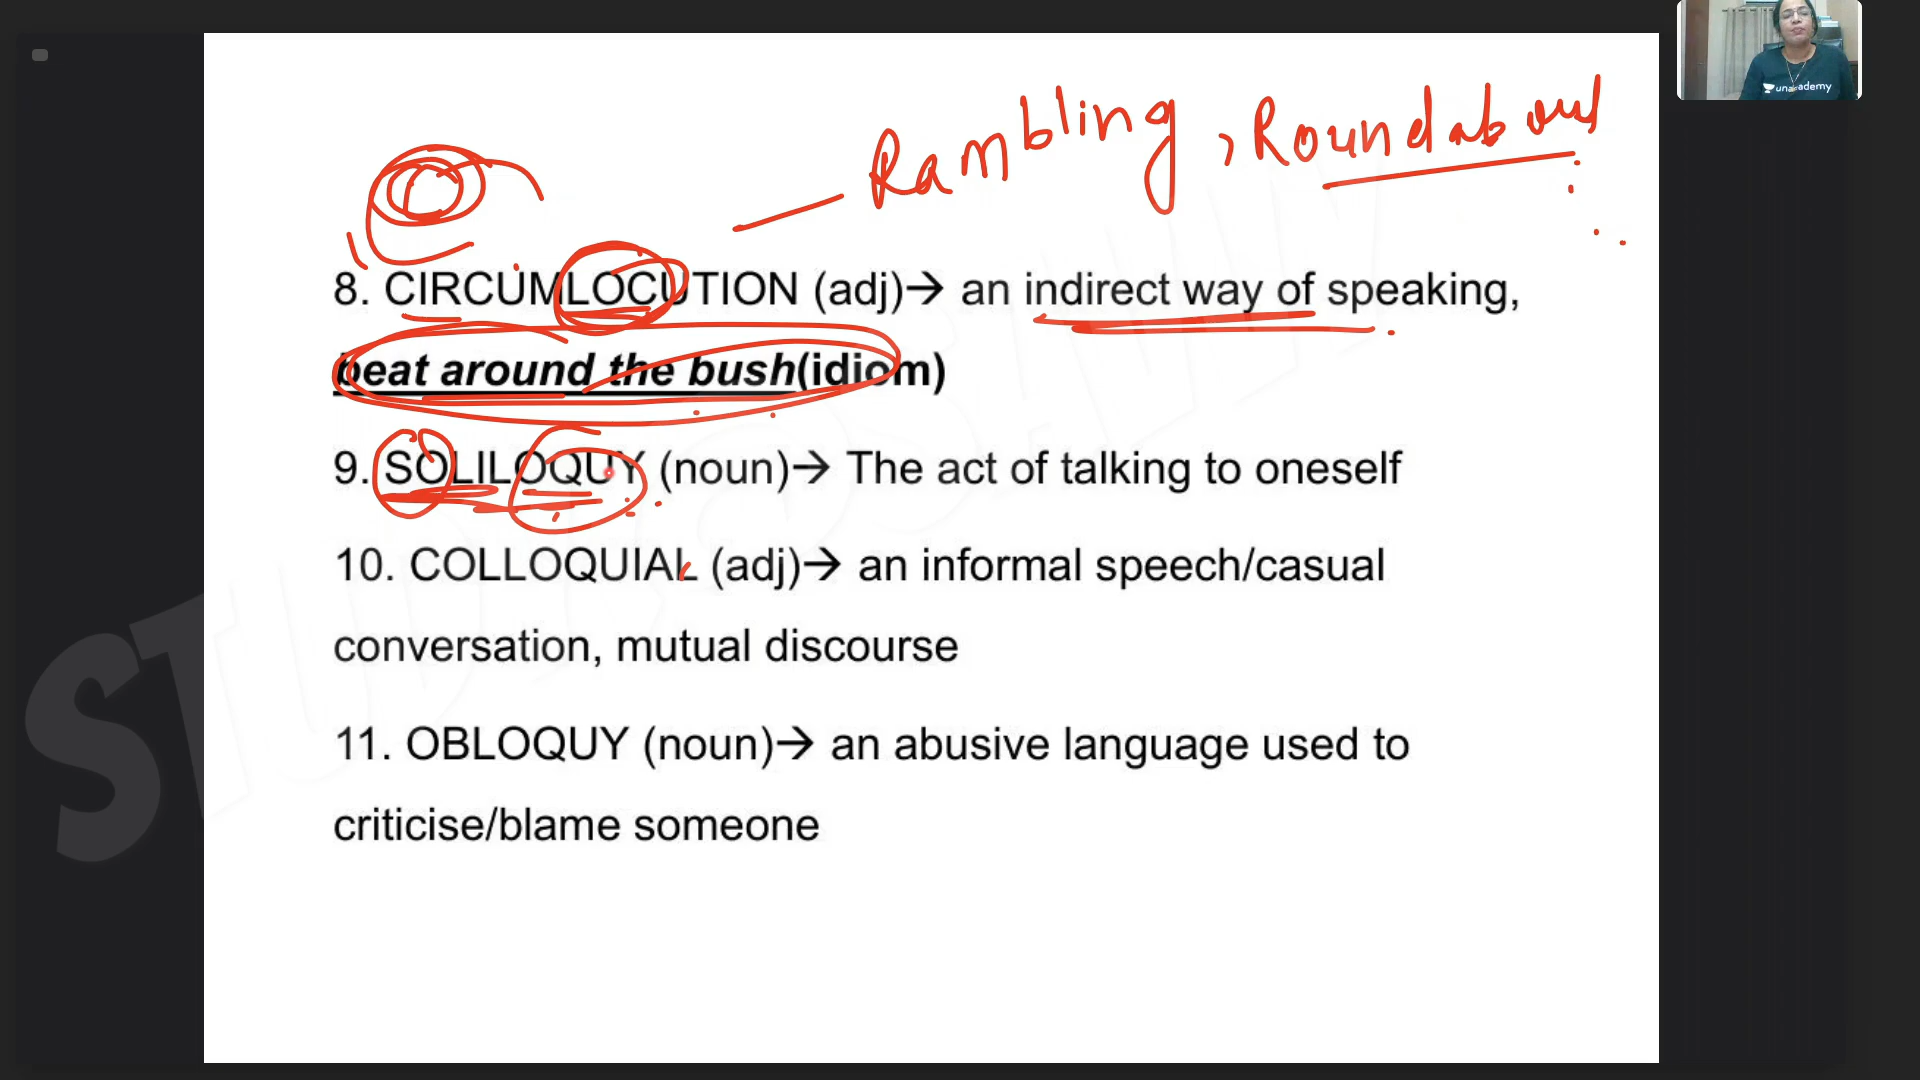 unacademy
Rambling, Roundabout
8. CIRCUMLOCUTION (adj)→ an indirect way of speaking,
beat around the bush(idiom)
9. SOLILOQUY (noun)→ The act of talking to oneself
10. COLLOQUIAL (adj)→ an informal speech/casual
conversation, mutual discourse
11. OBLOQUY (noun)→ an abusive language used to
criticise/blame someone